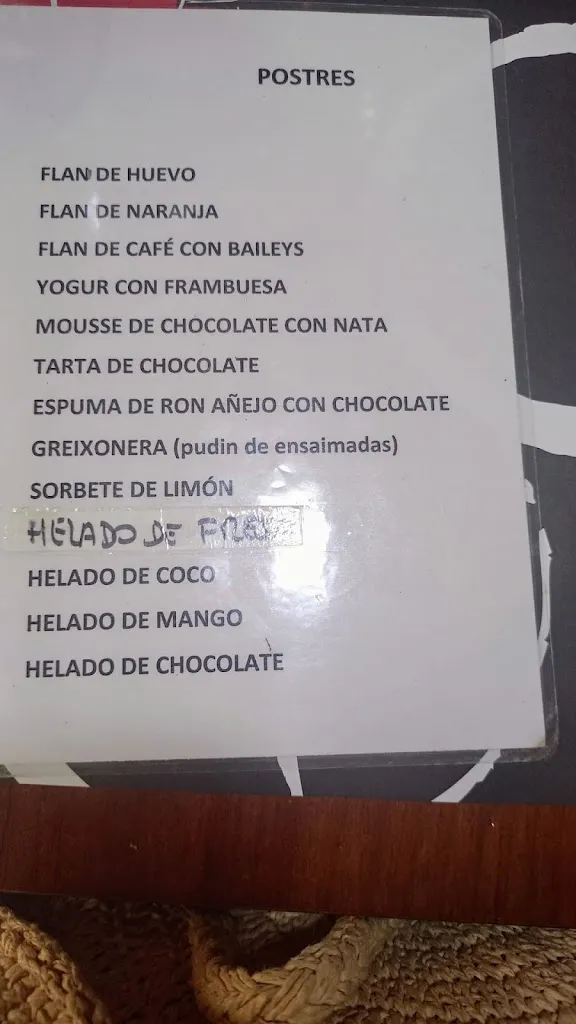 POSTRES
FLAN DE HUEVO
FLAN DE NARANJA
FLAN DE CAFÉ CON BAILEYS
YOGUR CON FRAMBUESA
MOUSSE DE CHOCOLATE CON NATA
TARTA DE CHOCOLATE
ESPUMA DE RON AÑEJO CON CHOCOLATE
GREIXONERA (pudin de ensaimadas)
SORBETE DE LIMÓN
HELADO DE
HELADO DE COCO
HELADO DE MANGO
HELADO DE CHOCOLATE